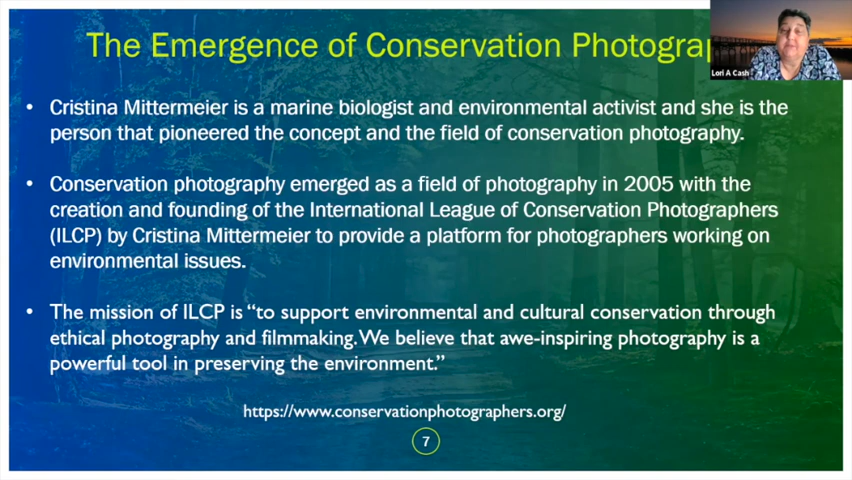 The Emergence of Conservation Photograp
Lori A Cash
• Cristina Mittermeier is a marine biologist and environmental activist and she is the
person that pioneered the concept and the field of conservation photography.
• Conservation photography emerged as a field of photography in 2005 with the
creation and founding of the International League of Conservation Photographers
(ILCP) by Cristina Mittermeier to provide a platform for photographers working on
environmental issues.
• The mission of ILCP is “to support environmental and cultural conservation through
ethical photography and filmmaking. We believe that awe-inspiring photography is a
powerful tool in preserving the environment.”
https://www.conservationphotographers.org/
7